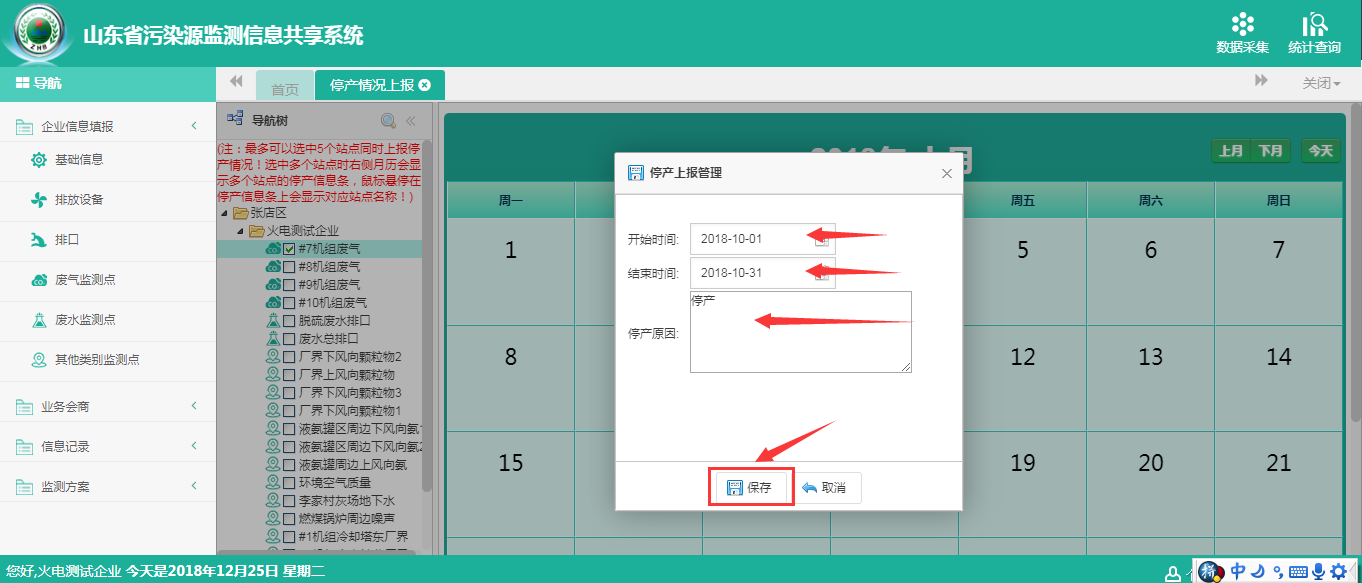 山东省污染源监测信息共享系统
数据采集
统计查询
导航
首页
停产情况上报
关闭
企业信息填报
基础信息
排放设备
排口
废气监测点
废水监测点
其他类别监测点
业务会商
信息记录
监测方案
导航树
(注：最多可以选中5个站点同时上报停
产情况！选中多个站点时右侧月历会显
示多个站点的停产信息条，鼠标悬停在
停产信息条上会显示对应站点名称！)
张店区
火电测试企业
#7机组废气
#8机组废气
#9机组废气
#10机组废气
脱硫废水排口
废水总排口
厂界下风向颗粒物2
厂界上风向颗粒物
厂界下风向颗粒物3
厂界下风向颗粒物1
液氨罐区周边下风向氨1
液氨罐区周边下风向氨2
液氨罐周边上风向氨
环境空气质量
李家村灰场地下水
燃煤锅炉周边噪声
#1机组冷却塔东厂界
上月 下月 今天
周一
周五
周六
周日
1
5
6
7
8
12
13
14
15
19
20
21
停产上报管理
开始时间: 2018-10-01
结束时间: 2018-10-31
停产原因: 停产
保存
取消
您好,火电测试企业 今天是2018年12月25日 星期二
中